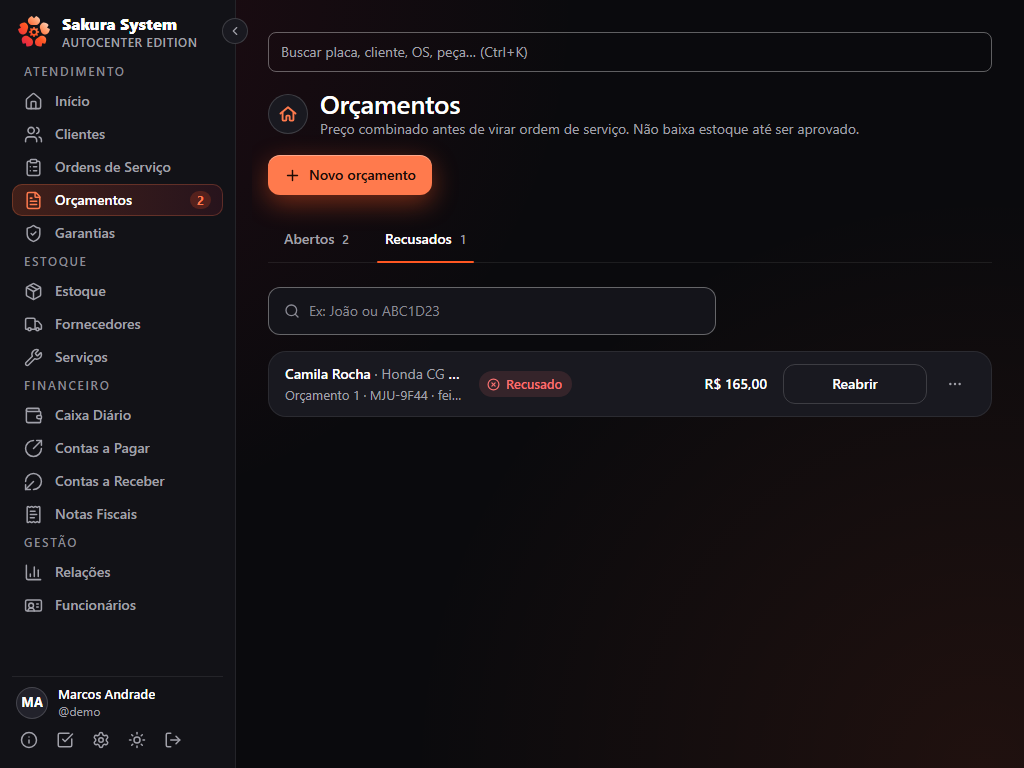 Sakura System
AUTOCENTER EDITION
ATENDIMENTO
Início
Clientes
Ordens de Serviço
Orçamentos 2
Garantias
ESTOQUE
Estoque
Fornecedores
Serviços
FINANCEIRO
Caixa Diário
Contas a Pagar
Contas a Receber
Notas Fiscais
GESTÃO
Relações
Funcionários
MA
Marcos Andrade
@demo
Buscar placa, cliente, OS, peça... (Ctrl+K)
Orçamentos
Preço combinado antes de virar ordem de serviço. Não baixa estoque até ser aprovado.
+ Novo orçamento
Abertos 2 Recusados 1
Ex: João ou ABC1D23
Camila Rocha · Honda CG ...
Orçamento 1 · MJU-9F44 · fei...
Recusado
R$ 165,00
Reabrir